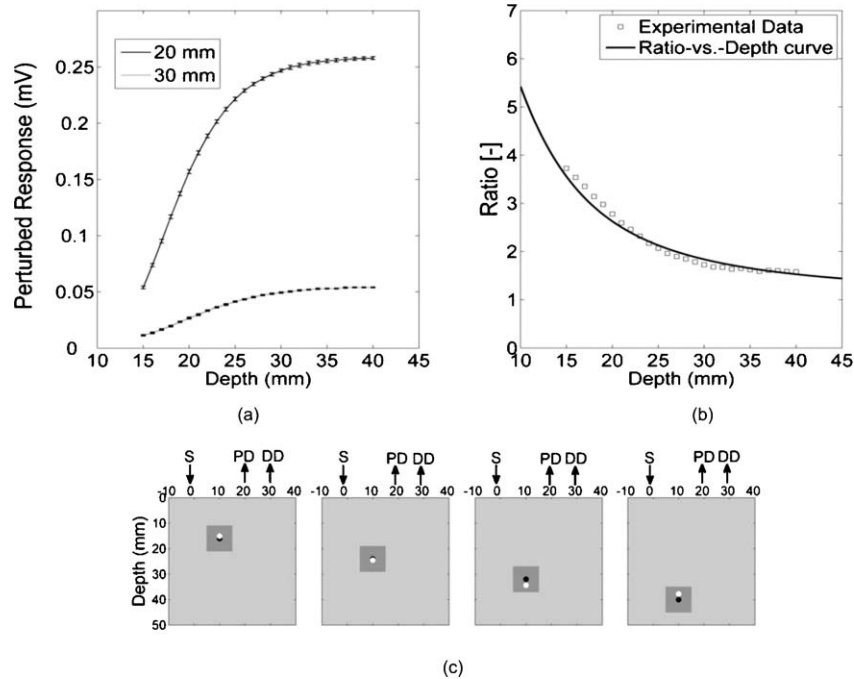 20 mm
30 mm
Perturbed Response (mV)
0.25
0.2
0.15
0.1
0.05
0
10 15 20 25 30 35 40 45
Depth (mm)
(a)
Experimental Data
Ratio-vs.-Depth curve
Ratio [-]
7
6
5
4
3
2
1
0
10 15 20 25 30 35 40 45
Depth (mm)
(b)
S PD DD
-10 0 10 20 30 40
S PD DD
-10 0 10 20 30 40
S PD DD
-10 0 10 20 30 40
S PD DD
-10 0 10 20 30 40
Depth (mm)
0
10
20
30
40
50
(c)